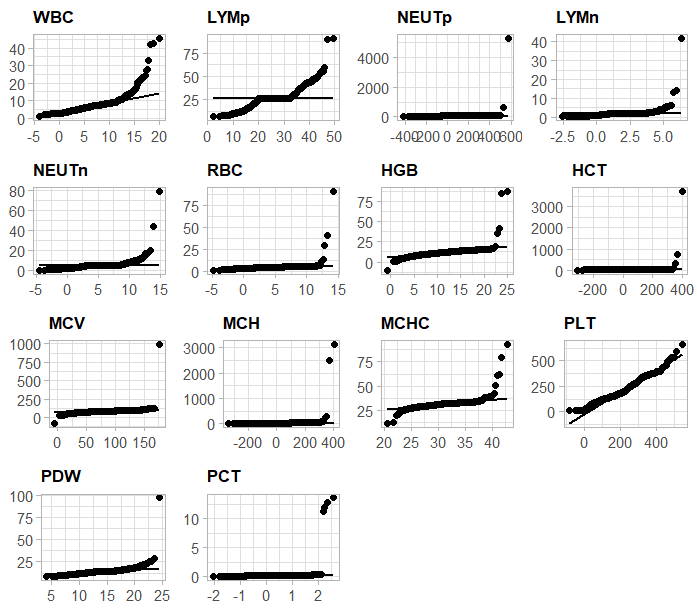 WBC LYMp NEUTp LYMn
40 30 20 10 0
-5 0 5 10 15 20
75 50 25
0 10 20 30 40 50
4000 2000 0
-400 -200 0 200 500 600
40 30 20 10 0
-2.5 0.0 2.5 5.0
NEUTn RBC HGB HCT
80 60 40 20 0
-5 0 5 10 15
75 50 25 0
-5 0 5 10 15
75 50 25 0
0 5 10 15 20 25
3000 2000 1000 0
-200 0 200 400
MCV MCH MCHC PLT
1000 750 500 250 0
0 50 100 150
3000 2000 1000 0
-200 0 200 400
75 50 25 0
20 30 40
500 250 0
0 200 400
PDW PCT
100 75 50 25
5 10 15 20 25
10 5 0
-2 -1 0 1 2